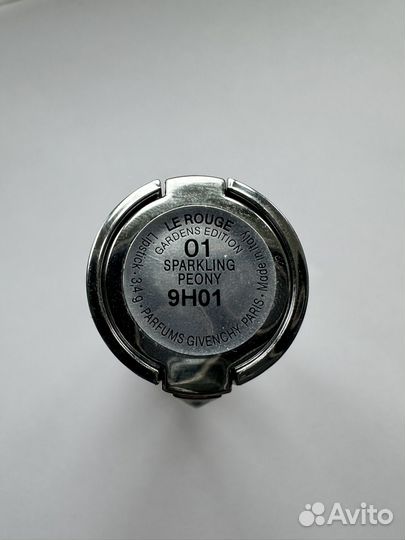 LE ROUGE
GARDENS EDITION
01
SPARKLING
PEONY
9H01
Lipstick · 3.4 g · PARFUMS GIVENCHY · PARIS · Made in Italy
Avito